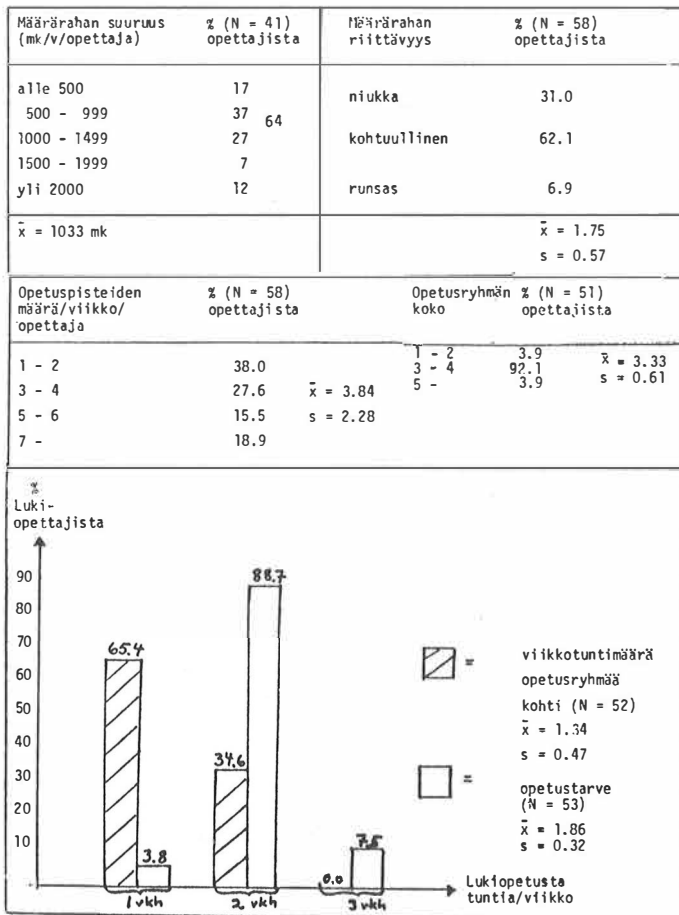 Määrärahan suuruus % (N = 41)
(mk/v/opettaja) opettajista
alle 500 17
500 - 999 37
64
1000 - 1499 27
1500 - 1999 7
yli 2000 12
x̄ = 1033 mk
Määrärahan % (N = 58)
riittävyys opettajista
niukka 31.0
kohtuullinen 62.1
runsas 6.9
x̄ = 1.75
s = 0.57
Opetuspisteiden % (N = 58)
määrä/viikko/ opettajista
opettaja
1 - 2 38.0
3 - 4 27.6 x̄ = 3.84
5 - 6 15.5 s = 2.28
7 - 18.9
Opetusryhmän % (N = 51)
koko opettajista
1 - 2 3.9 x̄ = 3.33
3 - 4 92.1 s = 0.61
5 - 3.9
%
Luki-
opettajista
90
80
70
60
50
40
30
20
10
65.4
3.8
34.6
88.7
0.0
7.5
1 vkh 2 vkh 3 vkh
Lukiopetusta
tuntia/viikko
= viikkotuntimäärä
opetusryhmää
kohti (N = 52)
x̄ = 1.34
s = 0.47
= opetustarve
(N = 53)
x̄ = 1.86
s = 0.32